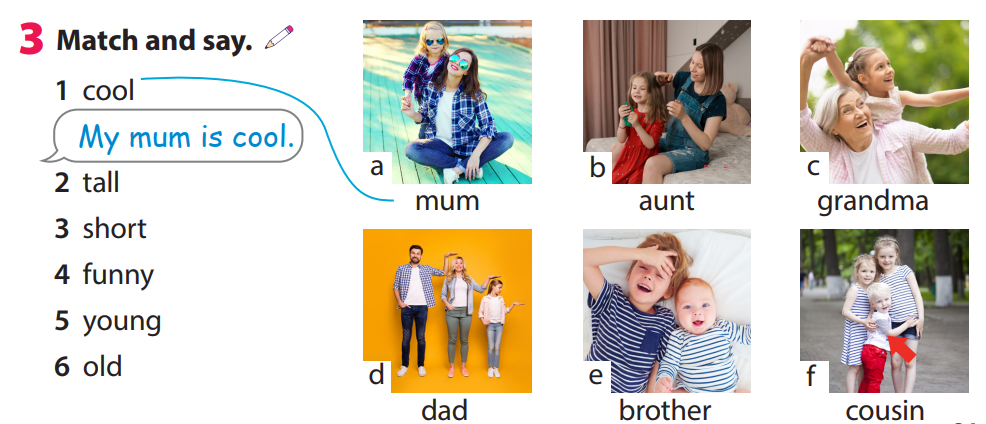 3 Match and say.
1 cool
My mum is cool.
2 tall
3 short
4 funny
5 young
6 old
a
mum
b
aunt
c
grandma
d
dad
e
brother
f
cousin